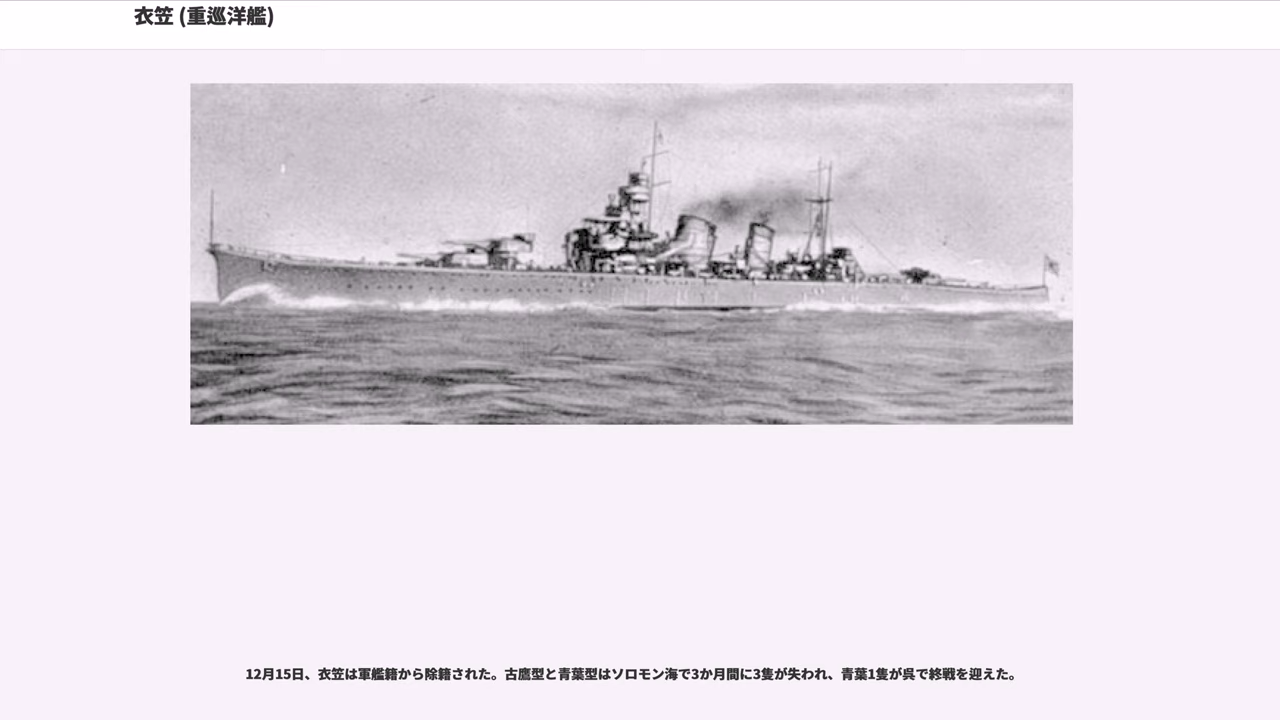 衣笠 (重巡洋艦)
12月15日、衣笠は軍艦籍から除籍された。古鷹型と青葉型はソロモン海で3か月間に3隻が失われ、青葉1隻が呉で終戦を迎えた。